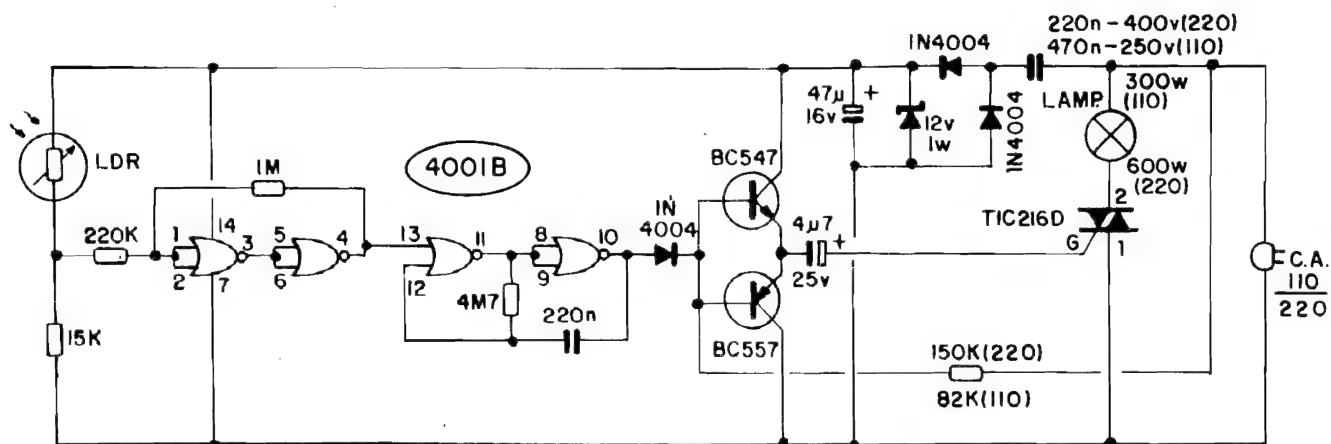 220n-400v(220)
470n-250v(110)
1N4004
300w
(110)
LAMP.
47µ
16v
+
12v
1w
1N4004
LDR
1M
4001B
BC547
600w
(220)
TIC216D
2
G
1
220K
1
2
14
3
7
5
6
4
13
12
11
8
9
10
1N
4004
4µ7
+
25v
C.A.
110
220
4M7
220n
15K
BC557
150K(220)
82K(110)